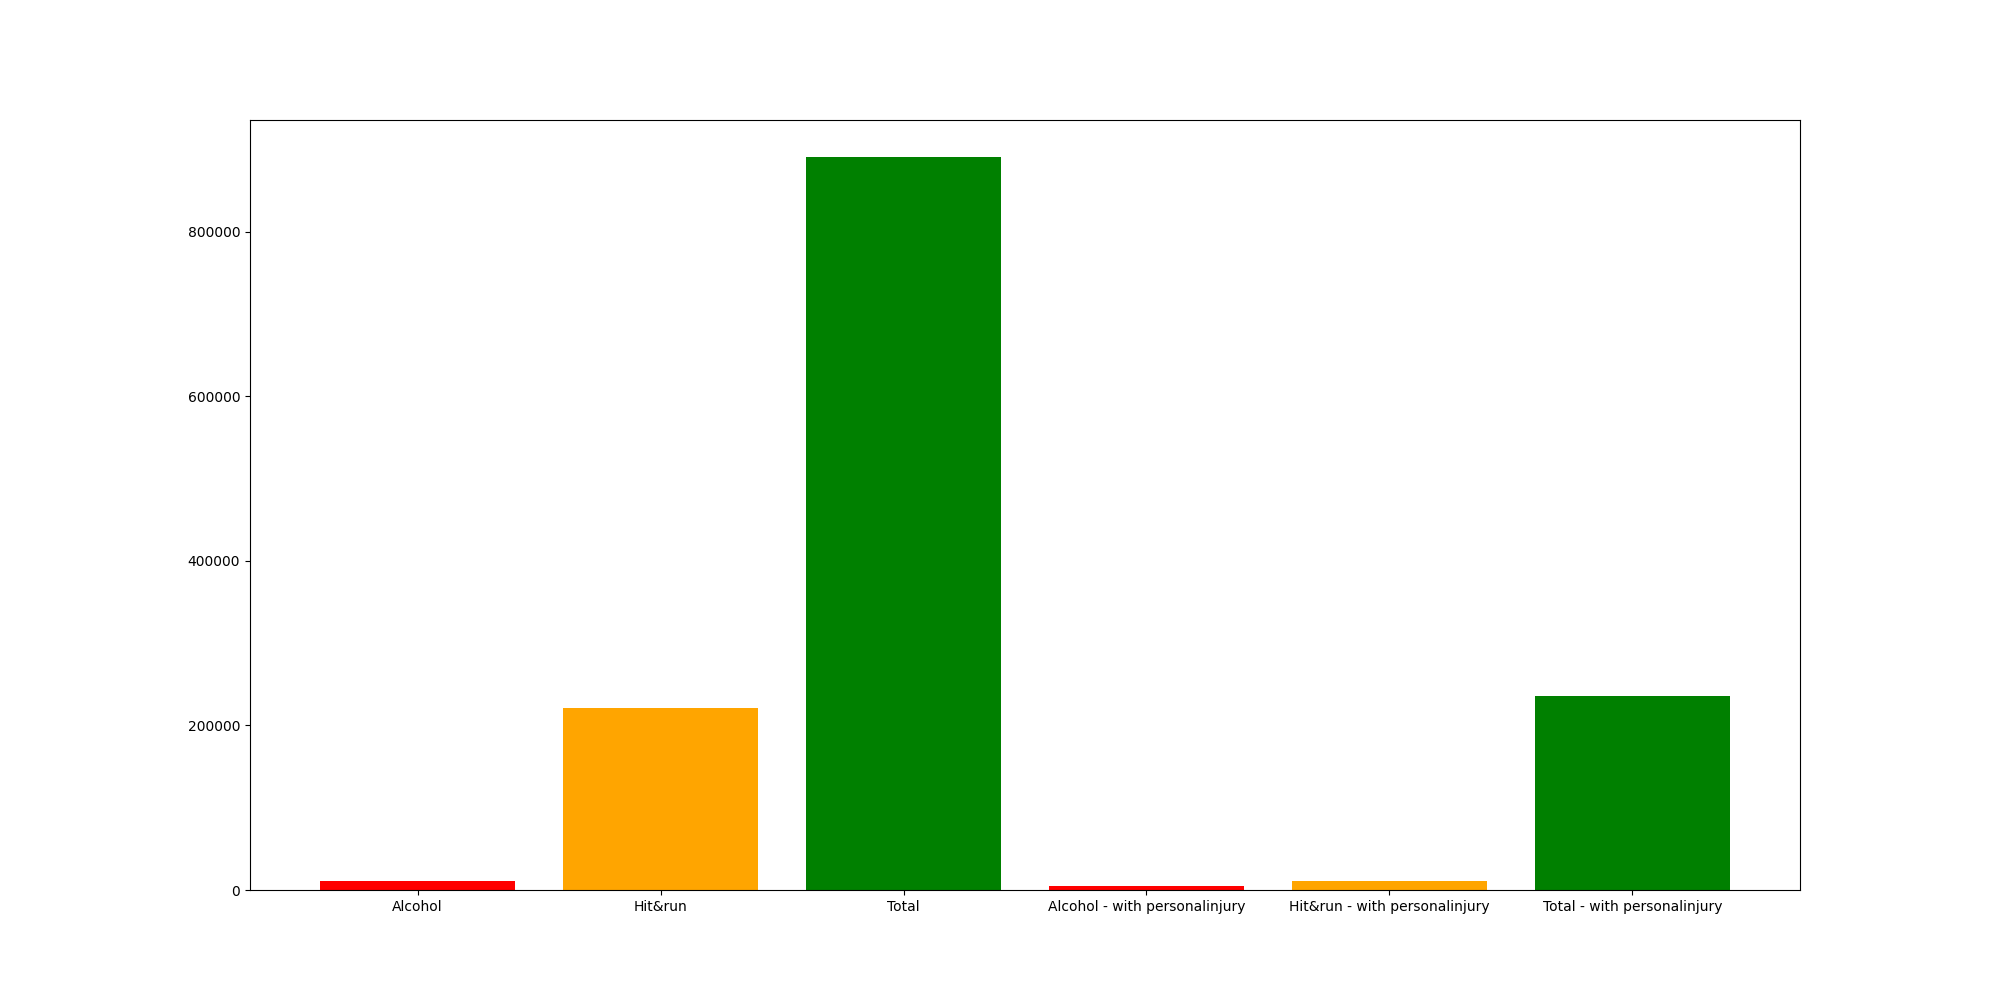 800000
600000
400000
200000
0
Alcohol
Hit&run
Total
Alcohol - with personalinjury
Hit&run - with personalinjury
Total - with personalinjury